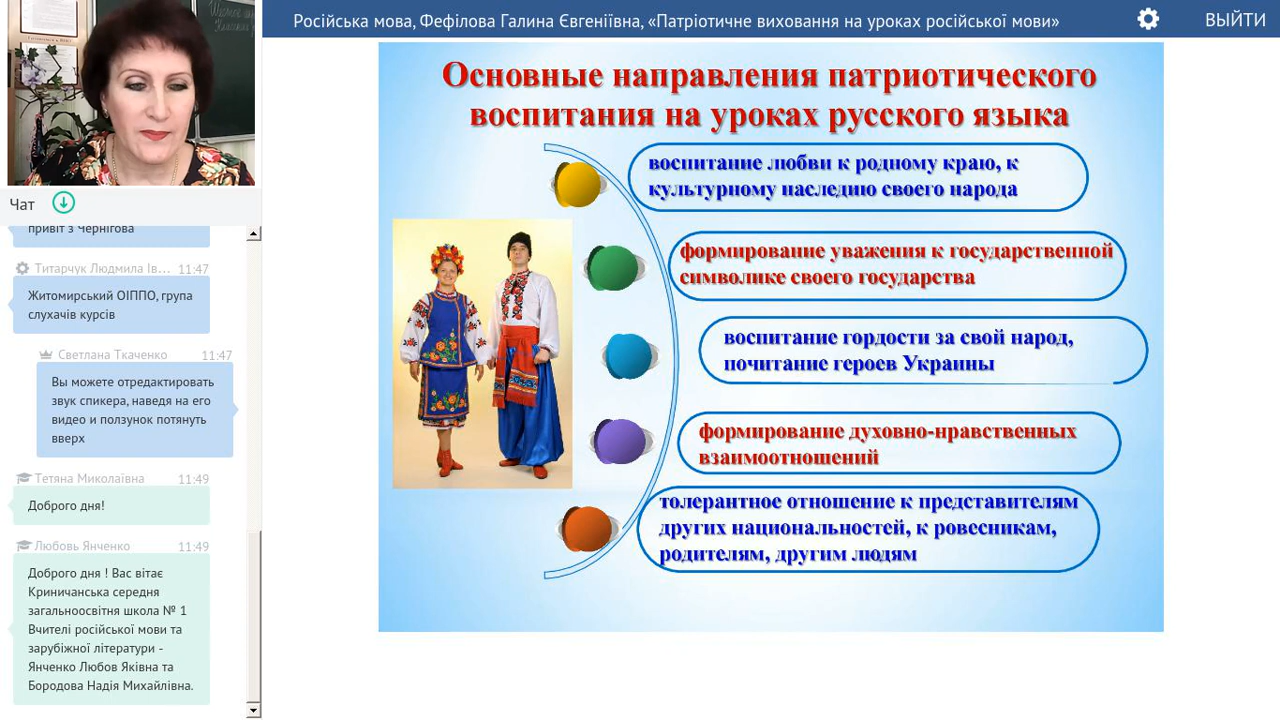 Російська мова, Фефілова Галина Євгеніївна, «Патріотичне виховання на уроках російської мови»
ВЫЙТИ
Чат
привіт з Чернігова
Титарчук Людмила Ів... 11:47
Житомирський ОІППО, група
слухачів курсів
Светлана Ткаченко 11:47
Вы можете отредактировать
звук спикера, наведя на его
видео и ползунок потянуть
вверх
Тетяна Миколаївна 11:49
Доброго дня!
Любовь Янченко 11:49
Доброго дня ! Вас вітає
Криничанська середня
загальноосвітня школа № 1
Вчителі російської мови та
зарубіжної літератури -
Янченко Любов Яківна та
Бородова Надія Михайлівна.
Основные направления патриотического
воспитания на уроках русского языка
воспитание любви к родному краю, к
культурному наследию своего народа
формирование уважения к государственной
символике своего государства
воспитание гордости за свой народ,
почитание героев Украины
формирование духовно-нравственных
взаимоотношений
толерантное отношение к представителям
других национальностей, к ровесникам,
родителям, другим людям